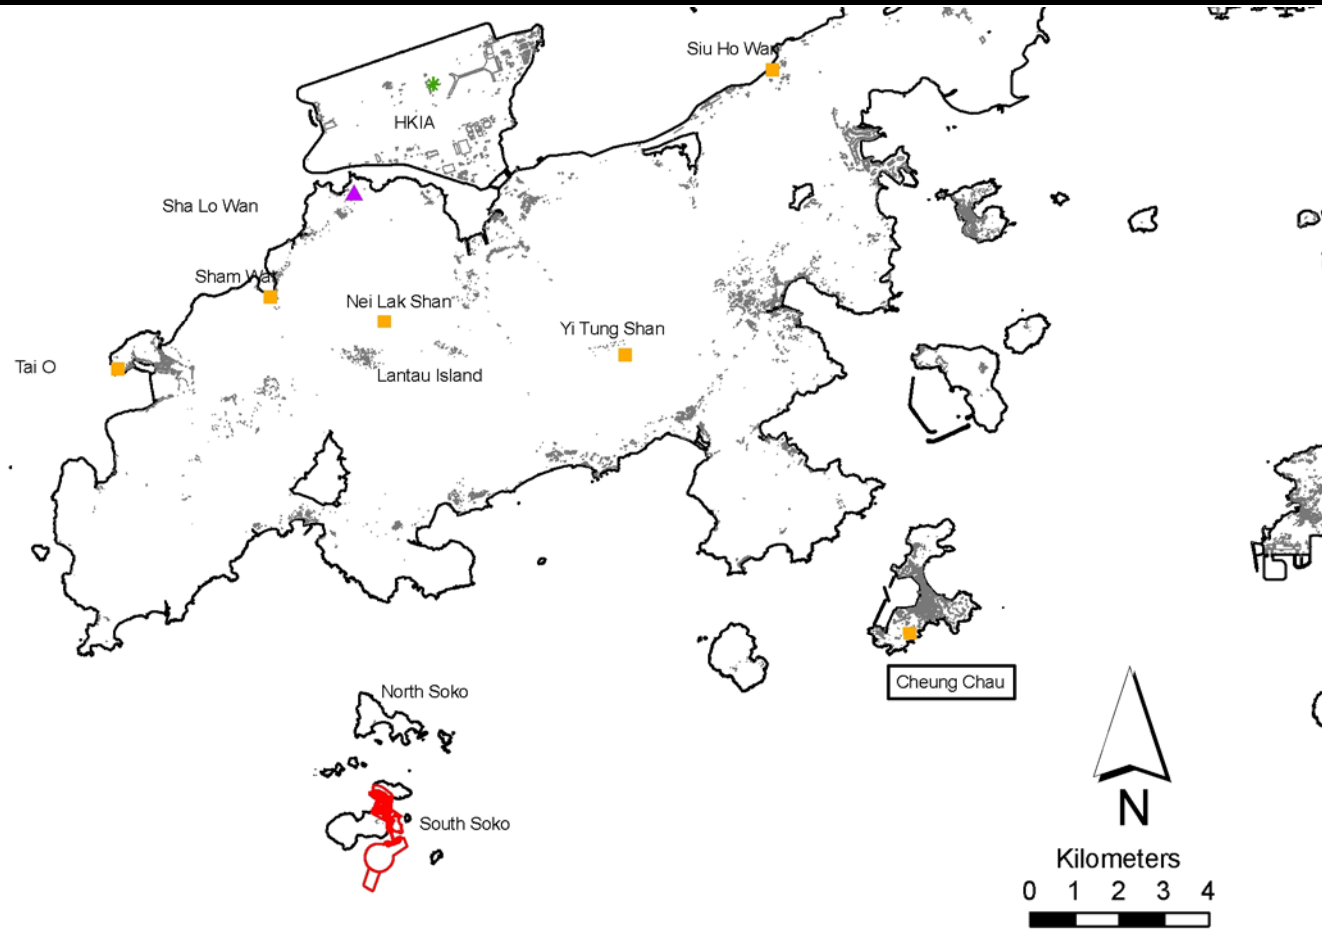 Siu Ho Wan
HKIA
Sha Lo Wan
Sham Wat
Nei Lak Shan
Yi Tung Shan
Tai O
Lantau Island
Cheung Chau
North Soko
South Soko
N
Kilometers
0 1 2 3 4